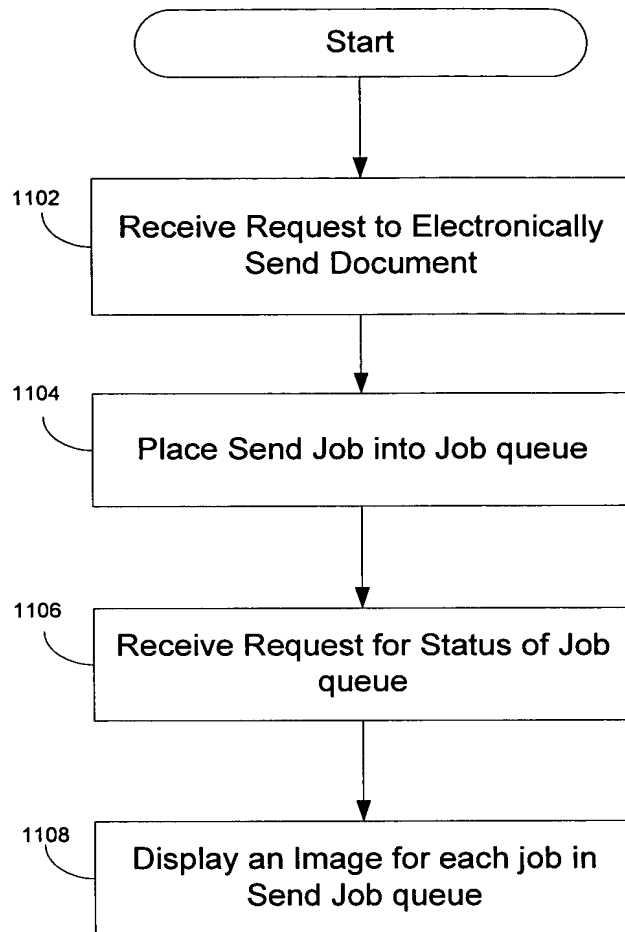 Start
1102
Receive Request to Electronically
Send Document
1104
Place Send Job into Job queue
1106
Receive Request for Status of Job
queue
1108
Display an Image for each job in
Send Job queue